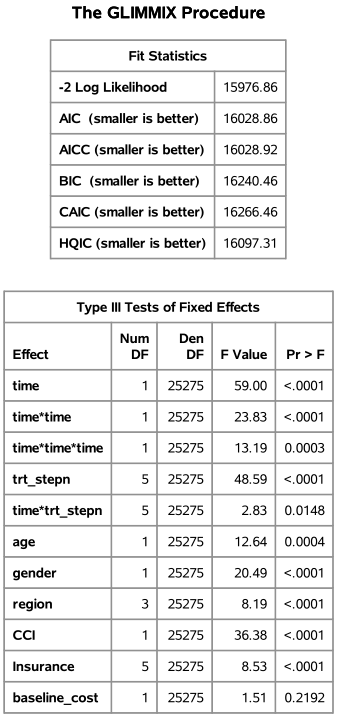 The GLIMMIX Procedure
Fit Statistics
-2 Log Likelihood 15976.86
AIC (smaller is better) 16028.86
AICC (smaller is better) 16028.92
BIC (smaller is better) 16240.46
CAIC (smaller is better) 16266.46
HQIC (smaller is better) 16097.31
Type III Tests of Fixed Effects
Effect Num DF Den DF F Value Pr > F
time 1 25275 59.00 <.0001
time*time 1 25275 23.83 <.0001
time*time*time 1 25275 13.19 0.0003
trt_stepn 5 25275 48.59 <.0001
time*trt_stepn 5 25275 2.83 0.0148
age 1 25275 12.64 0.0004
gender 1 25275 20.49 <.0001
region 3 25275 8.19 <.0001
CCI 1 25275 36.38 <.0001
Insurance 5 25275 8.53 <.0001
baseline_cost 1 25275 1.51 0.2192